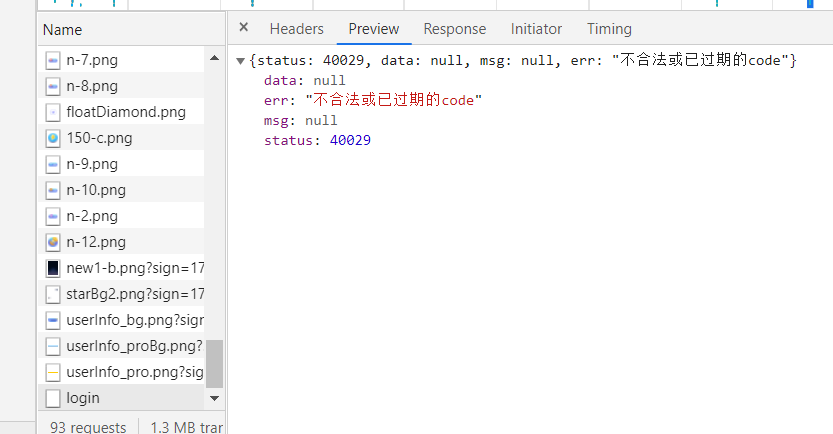 Name
× Headers Preview Response Initiator Timing
n-7.png
n-8.png
floatDiamond.png
150-c.png
n-9.png
n-10.png
n-2.png
n-12.png
new1-b.png?sign=17
starBg2.png?sign=17
userInfo_bg.png?sign
userInfo_proBg.png?
userInfo_pro.png?sig
login
93 requests 1.3 MB trar
{status: 40029, data: null, msg: null, err: "不合法或已过期的code"}
data: null
err: "不合法或已过期的code"
msg: null
status: 40029